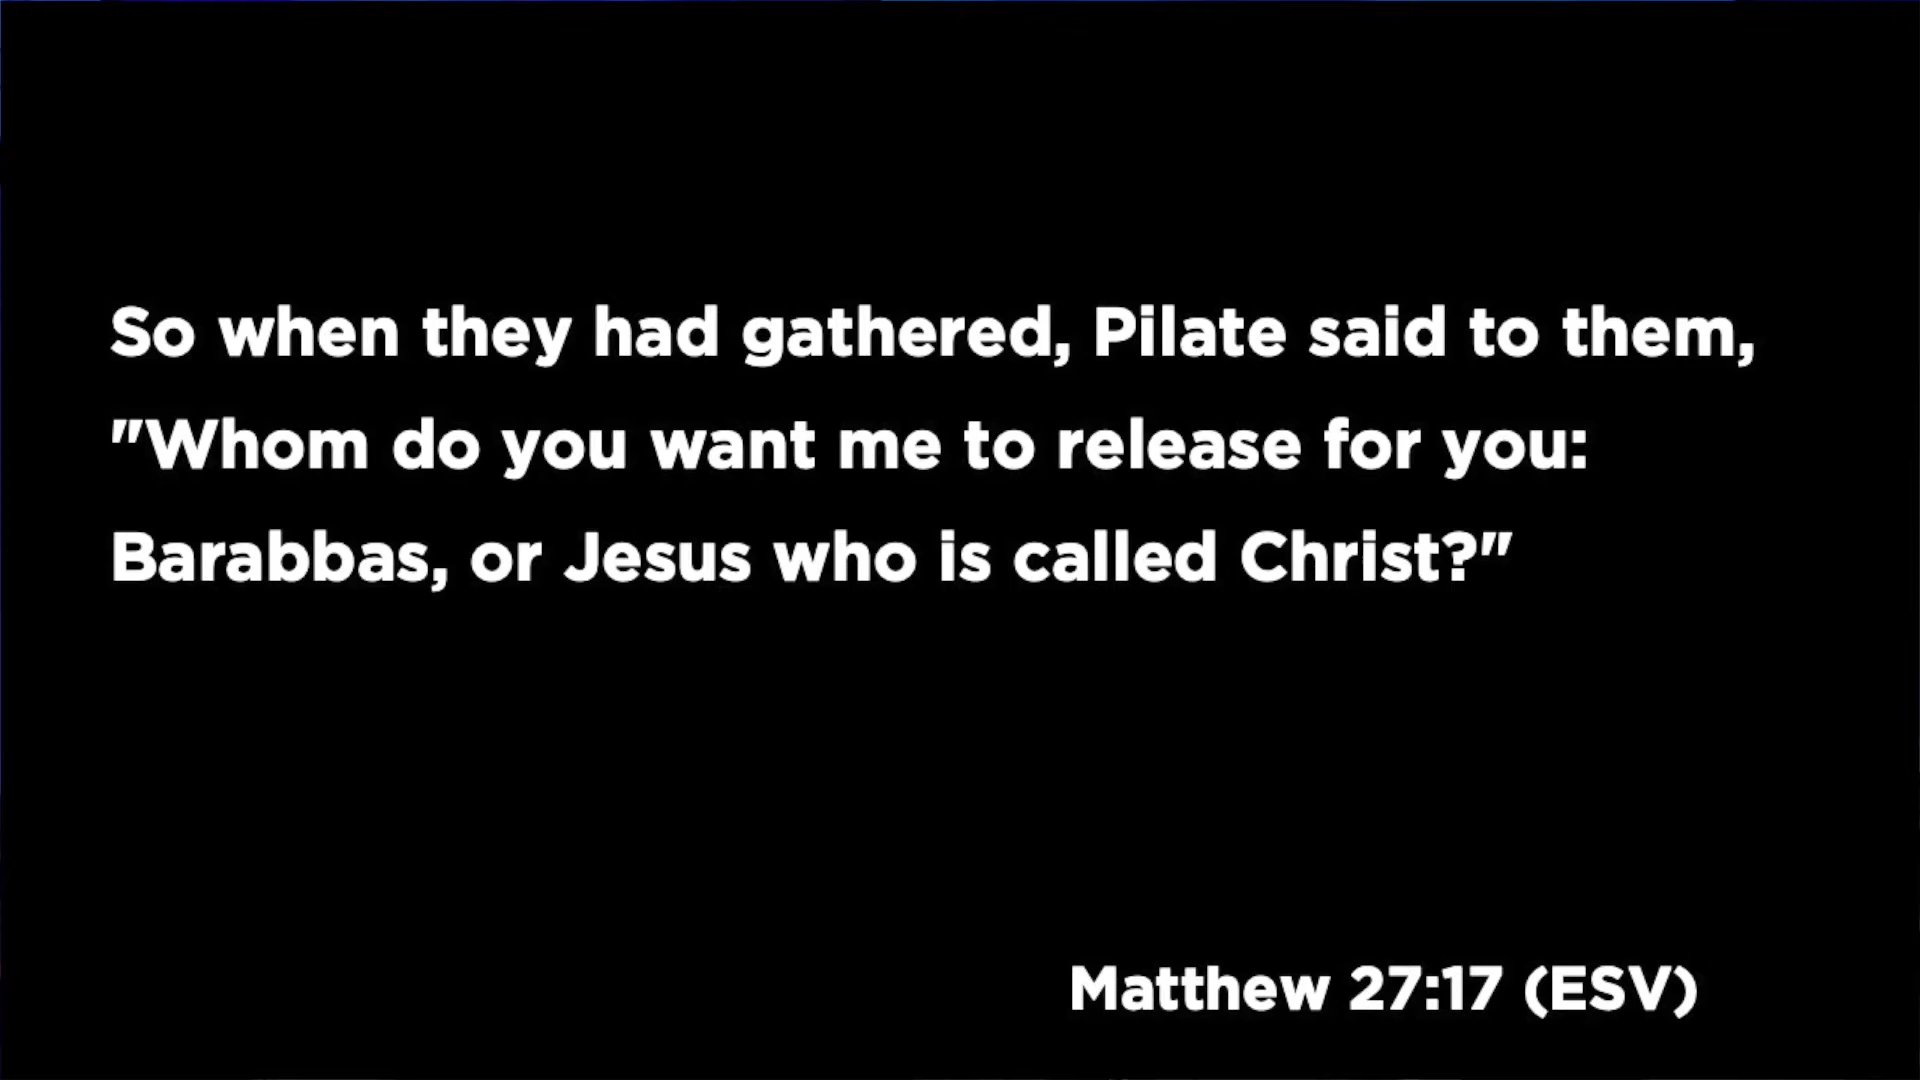 So when they had gathered, Pilate said to them,
"Whom do you want me to release for you:
Barabbas, or Jesus who is called Christ?"
Matthew 27:17 (ESV)